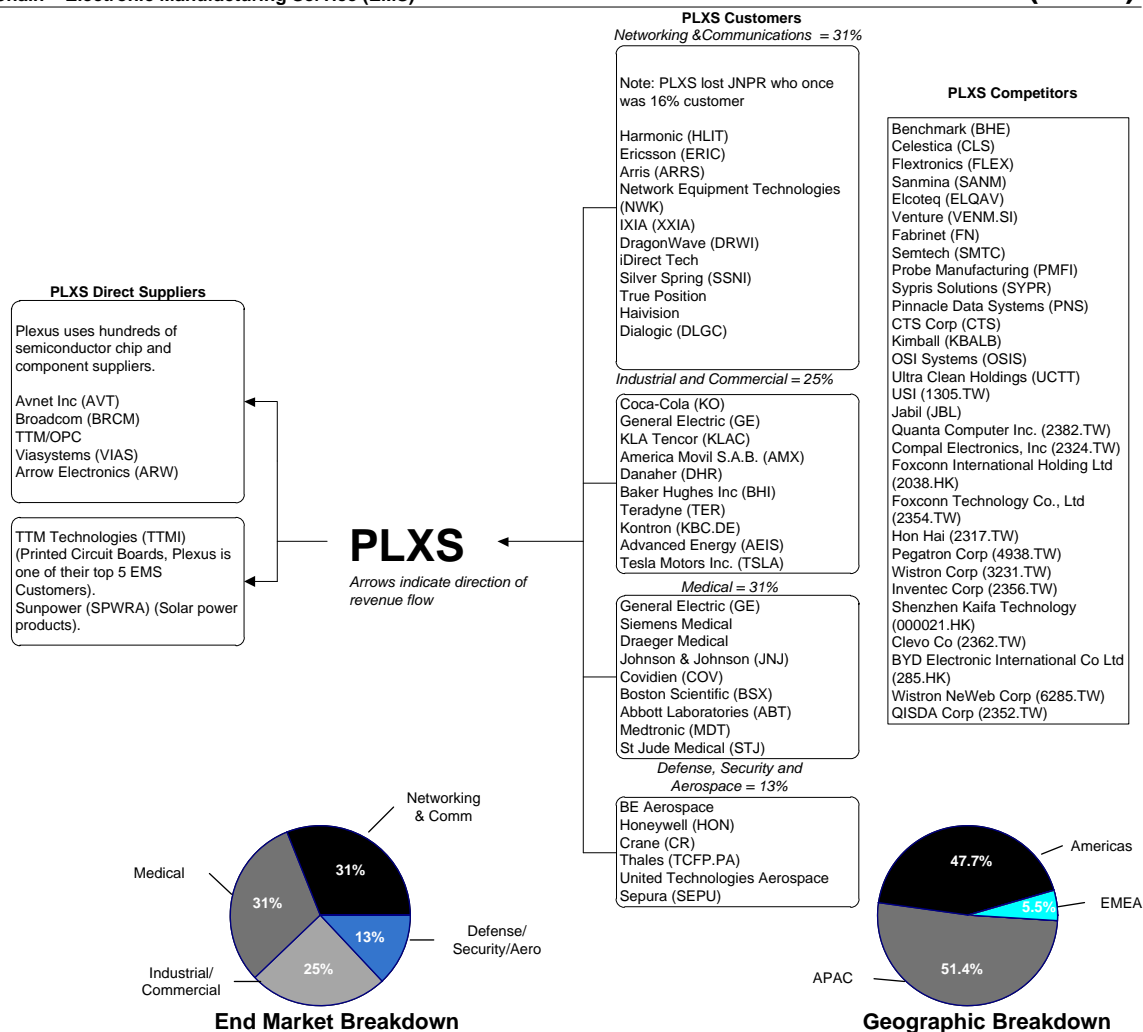 PLXS Customers
Networking &Communications = 31%
Note: PLXS lost JNPR who once
was 16% customer
Harmonic (HLIT)
Ericsson (ERIC)
Arris (ARRS)
Network Equipment Technologies
(NWK)
IXIA (XXIA)
DragonWave (DRWI)
iDirect Tech
Silver Spring (SSNI)
True Position
Haivision
Dialogic (DLGC)
Industrial and Commercial = 25%
Coca-Cola (KO)
General Electric (GE)
KLA Tencor (KLAC)
America Movil S.A.B. (AMX)
Danaher (DHR)
Baker Hughes Inc (BHI)
Teradyne (TER)
Kontron (KBC.DE)
Advanced Energy (AEIS)
Tesla Motors Inc. (TSLA)
Medical = 31%
General Electric (GE)
Siemens Medical
Draeger Medical
Johnson & Johnson (JNJ)
Covidien (COV)
Boston Scientific (BSX)
Abbott Laboratories (ABT)
Medtronic (MDT)
St Jude Medical (STJ)
Defense, Security and
Aerospace = 13%
BE Aerospace
Honeywell (HON)
Crane (CR)
Thales (TCFP.PA)
United Technologies Aerospace
Sepura (SEPU)
PLXS Competitors
Benchmark (BHE)
Celestica (CLS)
Flextronics (FLEX)
Sanmina (SANM)
Elcoteq (ELQAV)
Venture (VENM.SI)
Fabrinet (FN)
Semtech (SMTC)
Probe Manufacturing (PMFI)
Sypris Solutions (SYPR)
Pinnacle Data Systems (PNS)
CTS Corp (CTS)
Kimball (KBALB)
OSI Systems (OSIS)
Ultra Clean Holdings (UCTT)
USI (1305.TW)
Jabil (JBL)
Quanta Computer Inc. (2382.TW)
Compal Electronics, Inc (2324.TW)
Foxconn International Holding Ltd
(2038.HK)
Foxconn Technology Co., Ltd
(2354.TW)
Hon Hai (2317.TW)
Pegatron Corp (4938.TW)
Wistron Corp (3231.TW)
Inventec Corp (2356.TW)
Shenzhen Kaifa Technology
(000021.HK)
Clevo Co (2362.TW)
BYD Electronic International Co Ltd
(285.HK)
Wistron NeWeb Corp (6285.TW)
QISDA Corp (2352.TW)
PLXS Direct Suppliers
Plexus uses hundreds of
semiconductor chip and
component suppliers.
Avnet Inc (AVT)
Broadcom (BRCM)
TTM/OPC
Viasystems (VIAS)
Arrow Electronics (ARW)
TTM Technologies (TTMI)
(Printed Circuit Boards, Plexus is
one of their top 5 EMS
Customers).
Sunpower (SPWRA) (Solar power
products).
PLXS
Arrows indicate direction of
revenue flow
Networking
& Comm
31%
Medical
31%
Defense/
Security/Aero
13%
Industrial/
Commercial
25%
End Market Breakdown
47.7%
Americas
5.5%
EMEA
APAC
51.4%
Geographic Breakdown